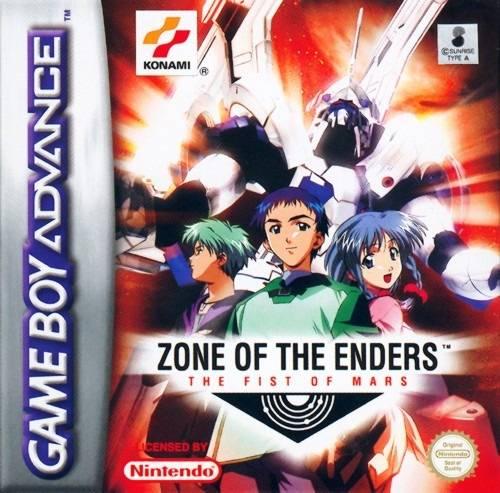 GAME BOY ADVANCE
KONAMI
®
©SUNRISE
TYPE A
ZONE OF THE ENDERS™
THE FIST OF MARS
LICENSED BY
Nintendo
Original
Nintendo
Seal of
Quality